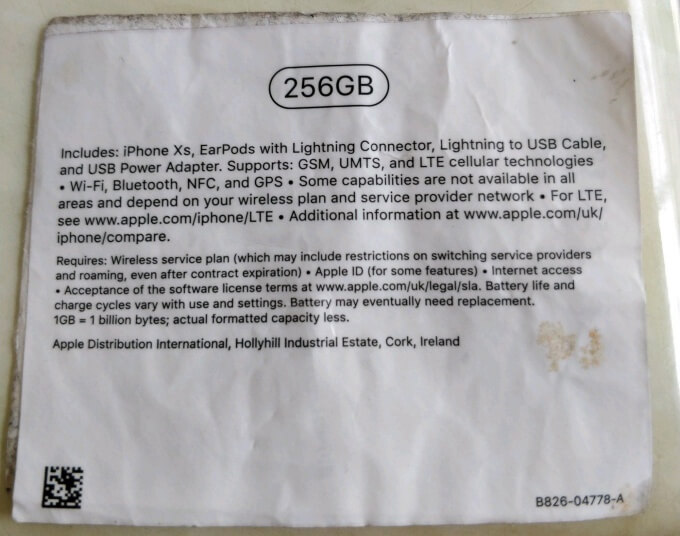 256GB
Includes: iPhone Xs, EarPods with Lightning Connector, Lightning to USB Cable,
and USB Power Adapter. Supports: GSM, UMTS, and LTE cellular technologies
• Wi-Fi, Bluetooth, NFC, and GPS • Some capabilities are not available in all
areas and depend on your wireless plan and service provider network • For LTE,
see www.apple.com/iphone/LTE • Additional information at www.apple.com/uk/
iphone/compare.
Requires: Wireless service plan (which may include restrictions on switching service providers
and roaming, even after contract expiration) • Apple ID (for some features) • Internet access
• Acceptance of the software license terms at www.apple.com/uk/legal/sla. Battery life and
charge cycles vary with use and settings. Battery may eventually need replacement.
1GB = 1 billion bytes; actual formatted capacity less.
Apple Distribution International, Hollyhill Industrial Estate, Cork, Ireland
B826-04778-A